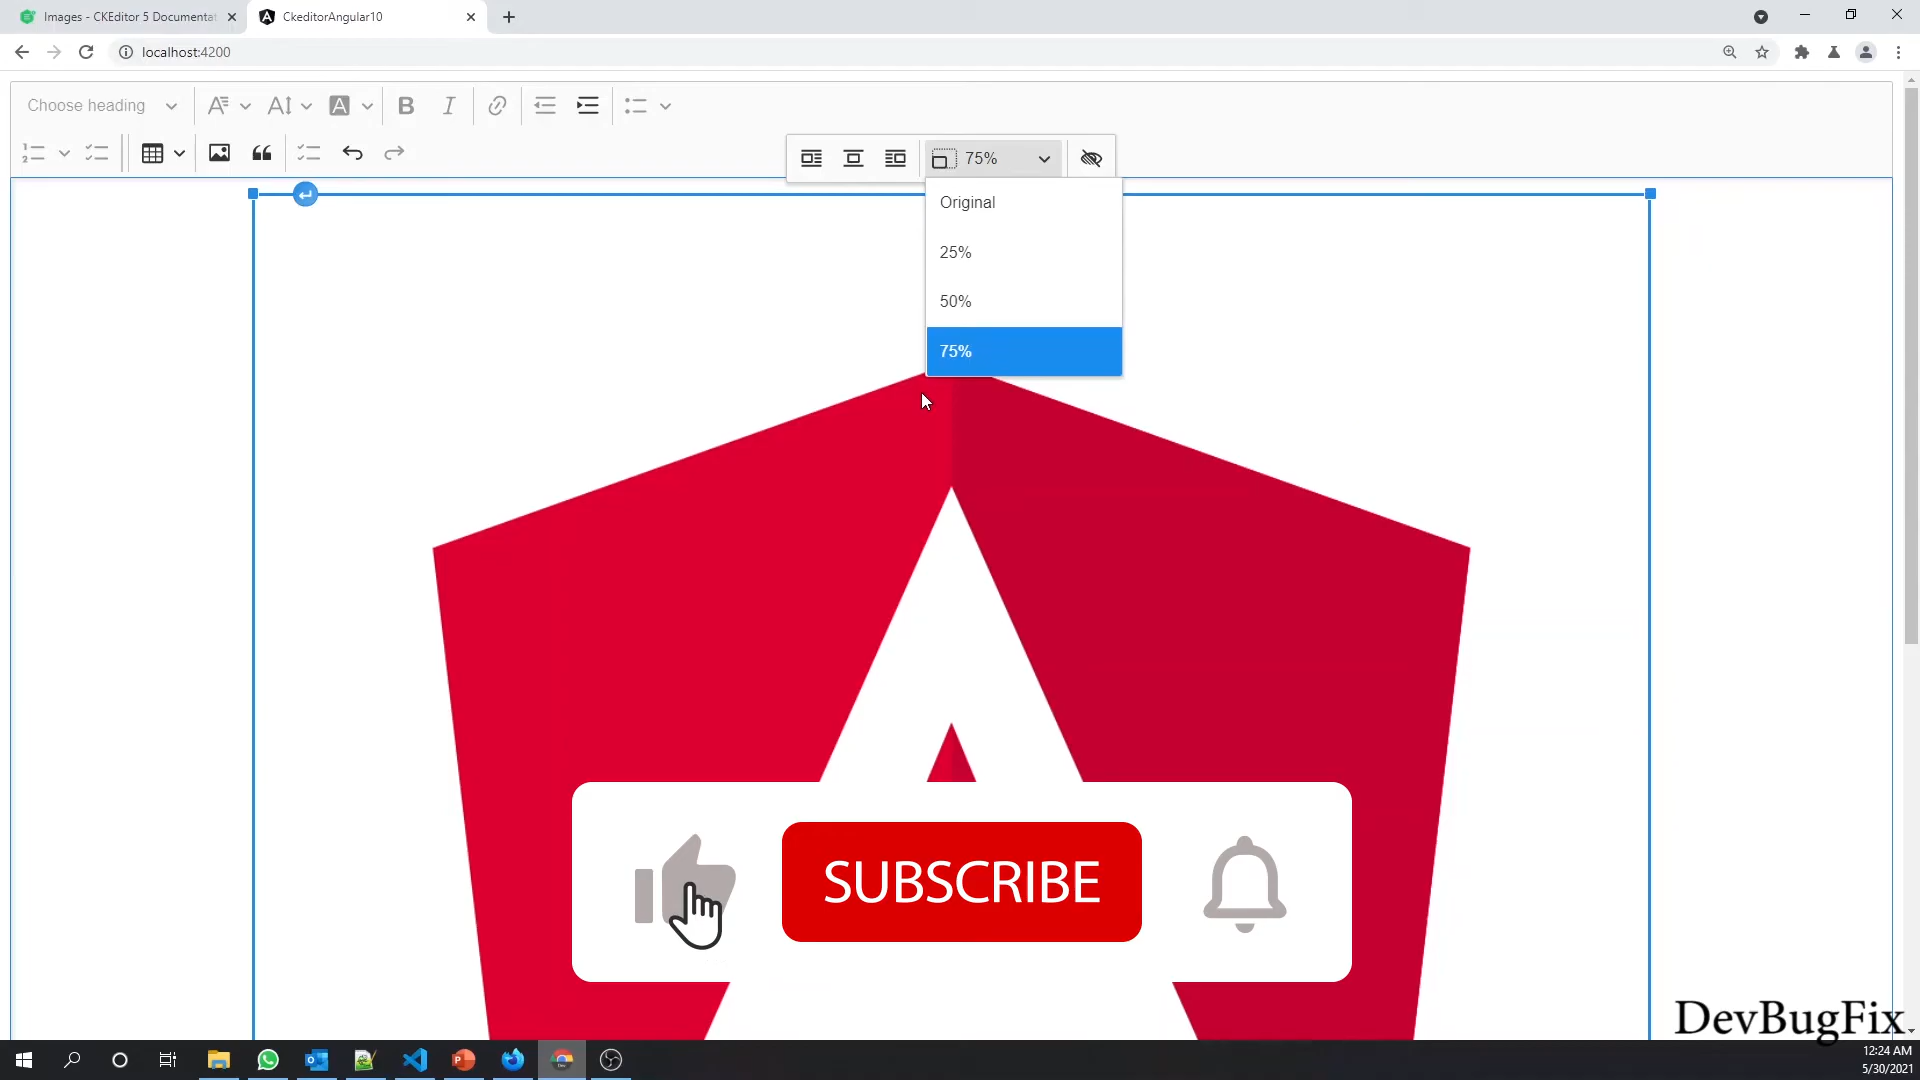 Images - CKEditor 5 Documentat
CkeditorAngular10
localhost:4200
Choose heading
75%
Original
25%
50%
75%
SUBSCRIBE
DevBugFix
12:24 AM
5/30/2021